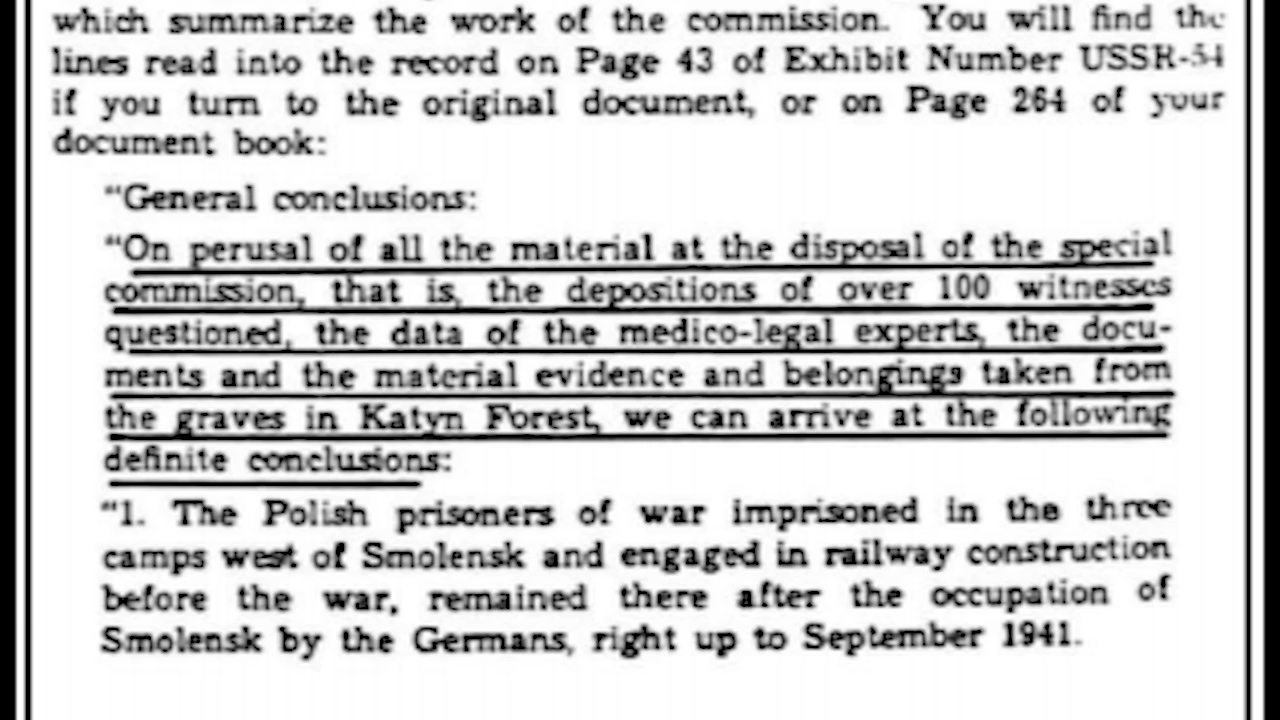 which summarize the work of the commission. You will find the
lines read into the record on Page 43 of Exhibit Number USSR-54
if you turn to the original document, or on Page 264 of your
document book:
“General conclusions:
“On perusal of all the material at the disposal of the special
commission, that is, the depositions of over 100 witnesses
questioned, the data of the medico-legal experts, the docu-
ments and the material evidence and belongings taken from
the graves in Katyn Forest, we can arrive at the following
definite conclusions:
“1. The Polish prisoners of war imprisoned in the three
camps west of Smolensk and engaged in railway construction
before the war, remained there after the occupation of
Smolensk by the Germans, right up to September 1941.